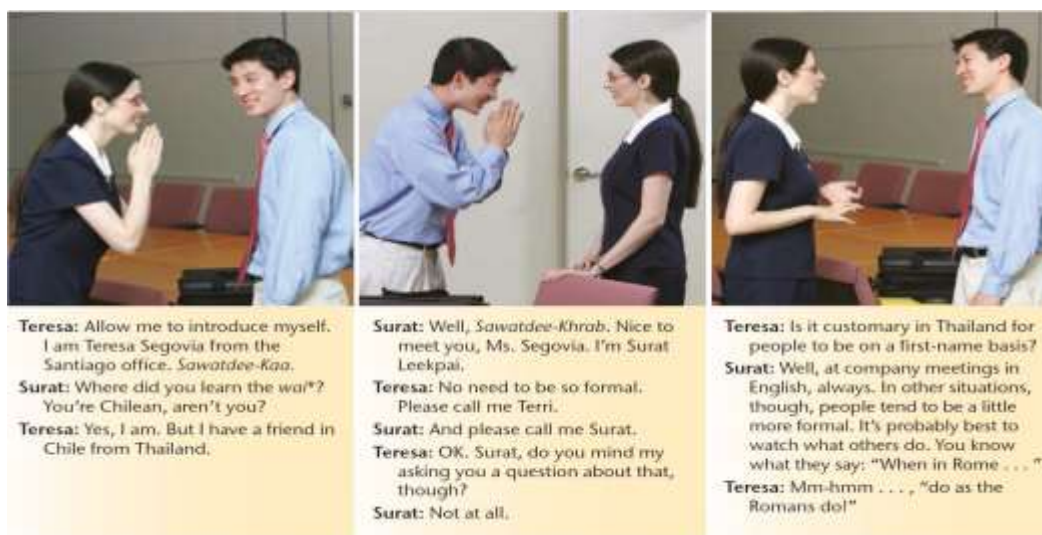 Teresa: Allow me to introduce myself.
I am Teresa Segovia from the
Santiago office. Sawatdee-Kaa.
Surat: Where did you learn the wai*?
You're Chilean, aren't you?
Teresa: Yes, I am. But I have a friend in
Chile from Thailand.
Surat: Well, Sawatdee-Khrab. Nice to
meet you, Ms. Segovia. I'm Surat
Leekpai.
Teresa: No need to be so formal.
Please call me Terri.
Surat: And please call me Surat.
Teresa: OK. Surat, do you mind my
asking you a question about that,
though?
Surat: Not at all.
Teresa: Is it customary in Thailand for
people to be on a first-name basis?
Surat: Well, at company meetings in
English, always. In other situations,
though, people tend to be a little
more formal. It's probably best to
watch what others do. You know
what they say: "When in Rome . . . "
Teresa: Mm-hmm . . . , "do as the
Romans do!"